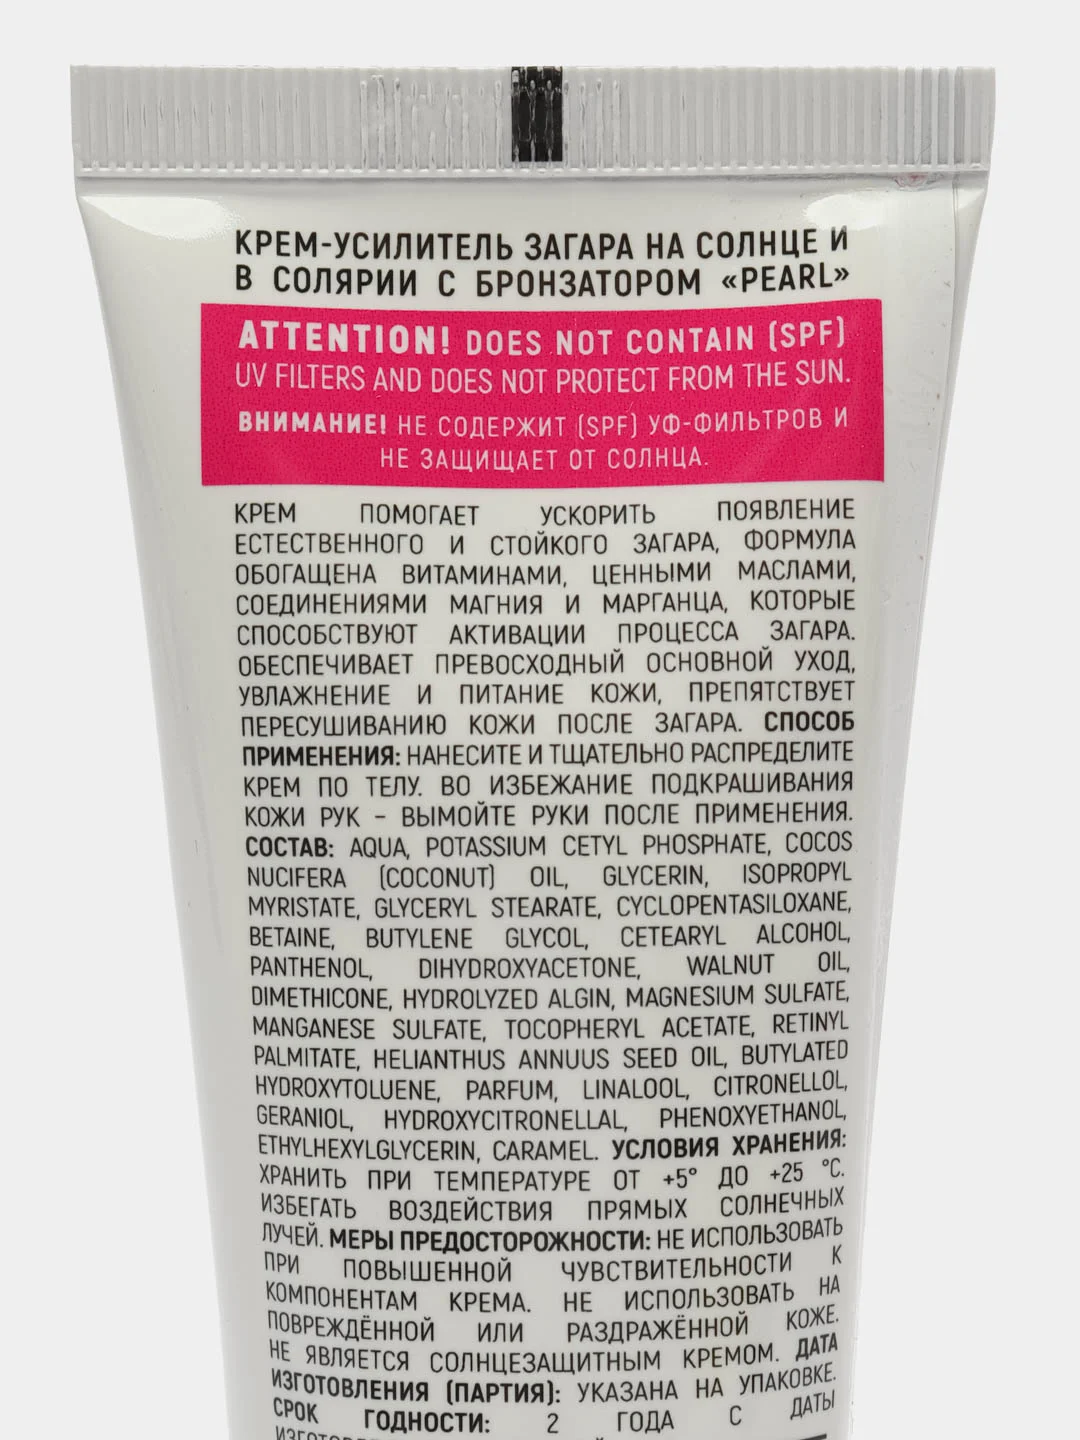 КРЕМ-УСИЛИТЕЛЬ ЗАГАРА НА СОЛНЦЕ И
В СОЛЯРИИ С БРОНЗАТОРОМ «PEARL»
ATTENTION! DOES NOT CONTAIN (SPF)
UV FILTERS AND DOES NOT PROTECT FROM THE SUN.
ВНИМАНИЕ! НЕ СОДЕРЖИТ (SPF) УФ-ФИЛЬТРОВ И
НЕ ЗАЩИЩАЕТ ОТ СОЛНЦА.
КРЕМ ПОМОГАЕТ УСКОРИТЬ ПОЯВЛЕНИЕ
ЕСТЕСТВЕННОГО И СТОЙКОГО ЗАГАРА, ФОРМУЛА
ОБОГАЩЕНА ВИТАМИНАМИ, ЦЕННЫМИ МАСЛАМИ,
СОЕДИНЕНИЯМИ МАГНИЯ И МАРГАНЦА, КОТОРЫЕ
СПОСОБСТВУЮТ АКТИВАЦИИ ПРОЦЕССА ЗАГАРА.
ОБЕСПЕЧИВАЕТ ПРЕВОСХОДНЫЙ ОСНОВНОЙ УХОД,
УВЛАЖНЕНИЕ И ПИТАНИЕ КОЖИ, ПРЕПЯТСТВУЕТ
ПЕРЕСУШИВАНИЮ КОЖИ ПОСЛЕ ЗАГАРА. СПОСОБ
ПРИМЕНЕНИЯ: НАНЕСИТЕ И ТЩАТЕЛЬНО РАСПРЕДЕЛИТЕ
КРЕМ ПО ТЕЛУ. ВО ИЗБЕЖАНИЕ ПОДКРАШИВАНИЯ
КОЖИ РУК – ВЫМОЙТЕ РУКИ ПОСЛЕ ПРИМЕНЕНИЯ.
СОСТАВ: AQUA, POTASSIUM CETYL PHOSPHATE, COCOS
NUCIFERA (COCONUT) OIL, GLYCERIN, ISOPROPYL
MYRISTATE, GLYCERYL STEARATE, CYCLOPENTASILOXANE,
BETAINE, BUTYLENE GLYCOL, CETEARYL ALCOHOL,
PANTHENOL, DIHYDROXYACETONE, WALNUT OIL,
DIMETHICONE, HYDROLYZED ALGIN, MAGNESIUM SULFATE,
MANGANESE SULFATE, TOCOPHERYL ACETATE, RETINYL
PALMITATE, HELIANTHUS ANNUUS SEED OIL, BUTYLATED
HYDROXYTOLUENE, PARFUM, LINALOOL, CITRONELLOL,
GERANIOL, HYDROXYCITRONELLAL, PHENOXYETHANOL,
ETHYLHEXYLGLYCERIN, CARAMEL. УСЛОВИЯ ХРАНЕНИЯ:
ХРАНИТЬ ПРИ ТЕМПЕРАТУРЕ ОТ +5° ДО +25 °С.
ИЗБЕГАТЬ ВОЗДЕЙСТВИЯ ПРЯМЫХ СОЛНЕЧНЫХ
ЛУЧЕЙ. МЕРЫ ПРЕДОСТОРОЖНОСТИ: НЕ ИСПОЛЬЗОВАТЬ
ПРИ ПОВЫШЕННОЙ ЧУВСТВИТЕЛЬНОСТИ К
КОМПОНЕНТАМ КРЕМА. НЕ ИСПОЛЬЗОВАТЬ НА
ПОВРЕЖДЁННОЙ ИЛИ РАЗДРАЖЁННОЙ КОЖЕ.
НЕ ЯВЛЯЕТСЯ СОЛНЦЕЗАЩИТНЫМ КРЕМОМ. ДАТА
ИЗГОТОВЛЕНИЯ (ПАРТИЯ): УКАЗАНА НА УПАКОВКЕ.
СРОК ГОДНОСТИ: 2 ГОДА С ДАТЫ